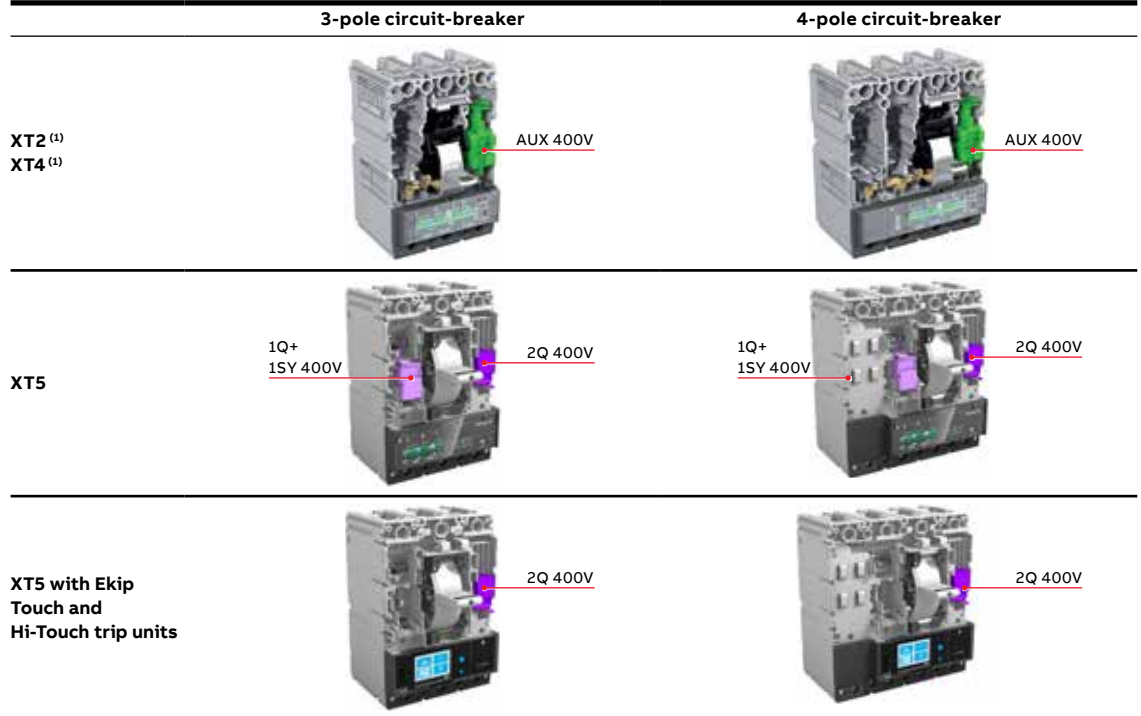 3-pole circuit-breaker 4-pole circuit-breaker
XT2 (1)
XT4 (1)
AUX 400V AUX 400V
XT5
1Q+
1SY 400V
2Q 400V
1Q+
1SY 400V
2Q 400V
XT5 with Ekip
Touch and
Hi-Touch trip units
2Q 400V 2Q 400V